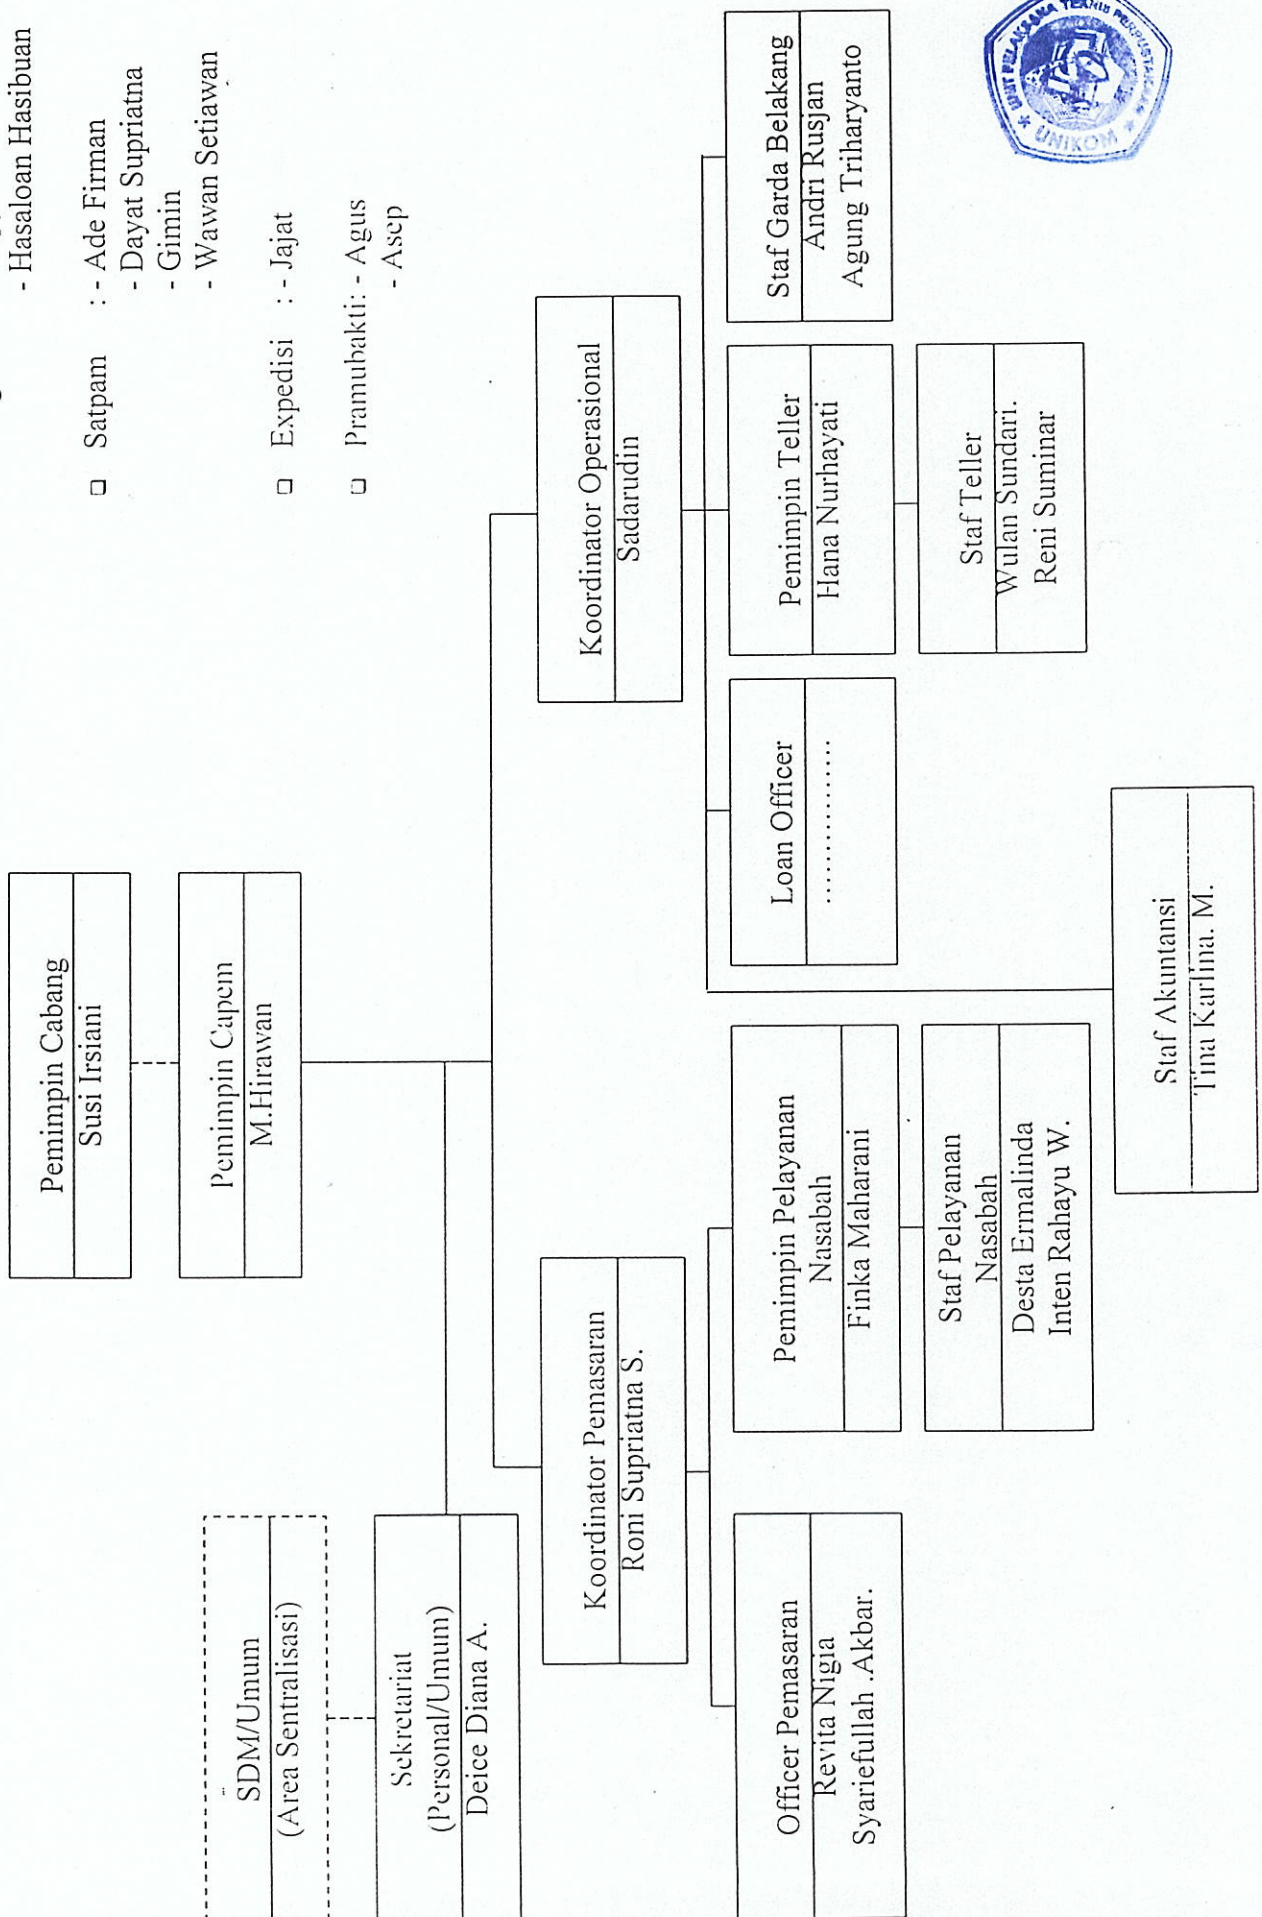 - Hasaloan Hasibuan
□ Satpam : - Ade Firman
- Dayat Supriatna
- Gimin
- Wawan Setiawan
□ Expedisi : - Jajat
□ Pramubakti: - Agus
- Asep
Pemimpin Cabang
Susi Irsiani
Pemimpin Capem
M.Hirawan
SDM/Umum
(Area Sentralisasi)
Sekretariat
(Personal/Umum)
Deice Diana A.
Koordinator Pemasaran
Roni Supriatna S.
Koordinator Operasional
Sadarudin
Officer Pemasaran
Revita Nigia
Syariefullah .Akbar.
Pemimpin Pelayanan
Nasabah
Finka Maharani
Staf Pelayanan
Nasabah
Desta Ermalinda
Inten Rahayu W.
Loan Officer
................
Pemimpin Teller
Hana Nurhayati
Staf Teller
Wulan Sundari.
Reni Suminar
Staf Garda Belakang
Andri Rusjan
Agung Triharyanto
Staf Akuntansi
Tina Karlina. M.
UNIT PELAKSANA TEKNIS PERPUSTAKAAN
UNIKOM